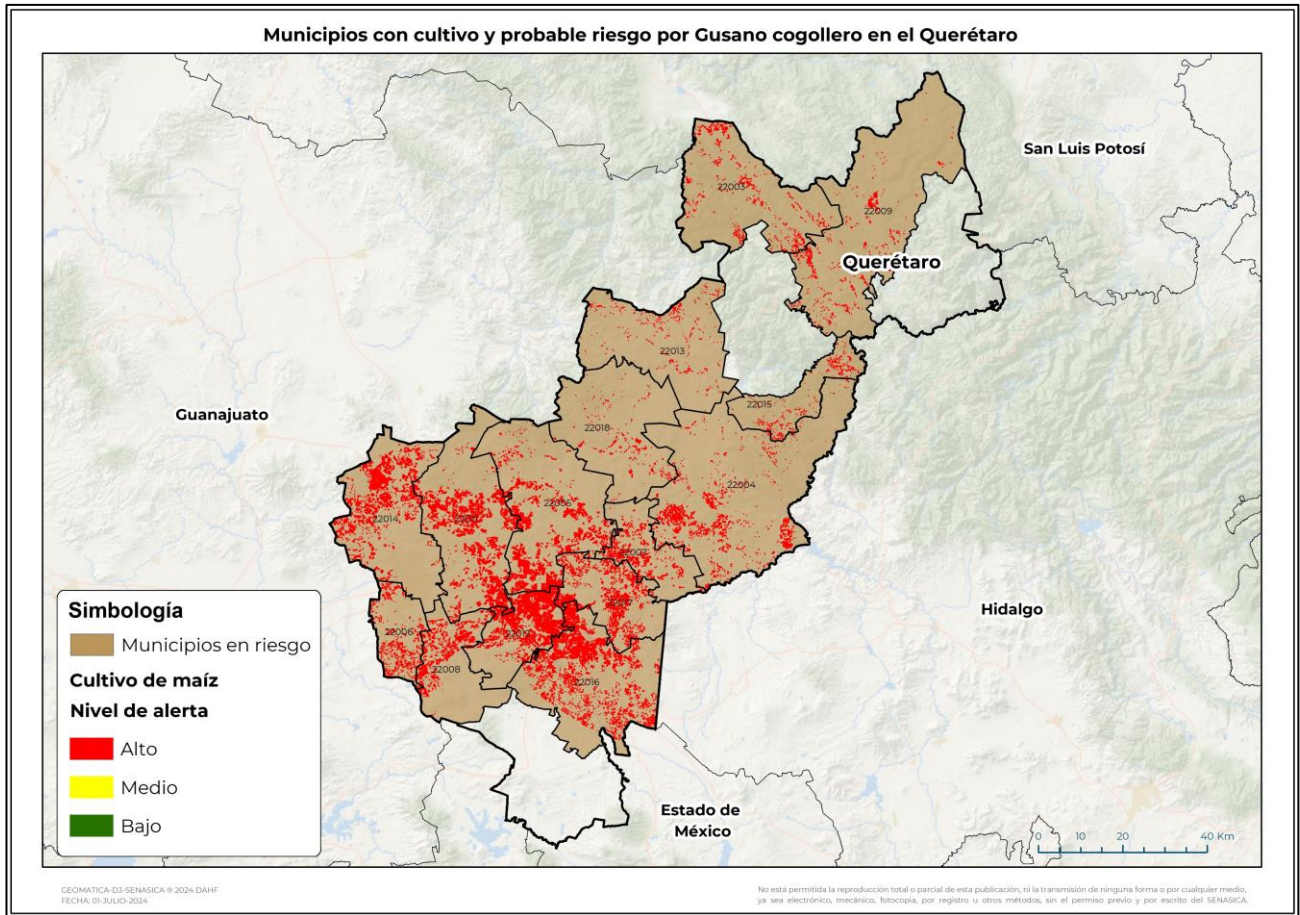 Municipios con cultivo y probable riesgo por Gusano cogollero en el Querétaro
San Luis Potosí
22003
22009
Querétaro
22013
Guanajuato
22015
22018
22004
22014
22006
22008
22016
Hidalgo
Simbología
Municipios en riesgo
Cultivo de maíz
Nivel de alerta
Alto
Medio
Bajo
Estado de
México
0 10 20 40 Km
GEOMATICA-DJ-SENASICA ® 2024 DAHF
FECHA: 01-JULIO-2024
No está permitida la reproducción total o parcial de esta publicación, ni la transmisión de ninguna forma o por cualquier medio,
ya sea electrónico, mecánico, fotocopia, por registro u otros métodos, sin el permiso previo y por escrito del SENASICA.